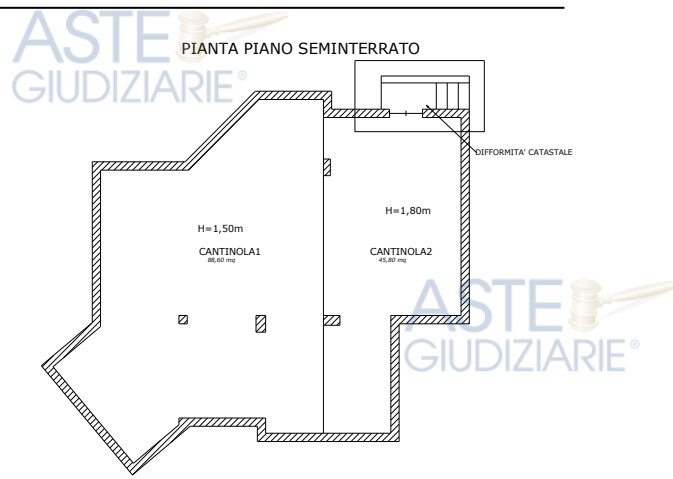 ASTE
GIUDIZIARIE®
PIANTA PIANO SEMINTERRATO
DIFFORMITA' CATASTALE
H=1,80m
H=1,50m
CANTINOLA1
88,60 mq
CANTINOLA2
45,80 mq
ASTE
GIUDIZIARIE®